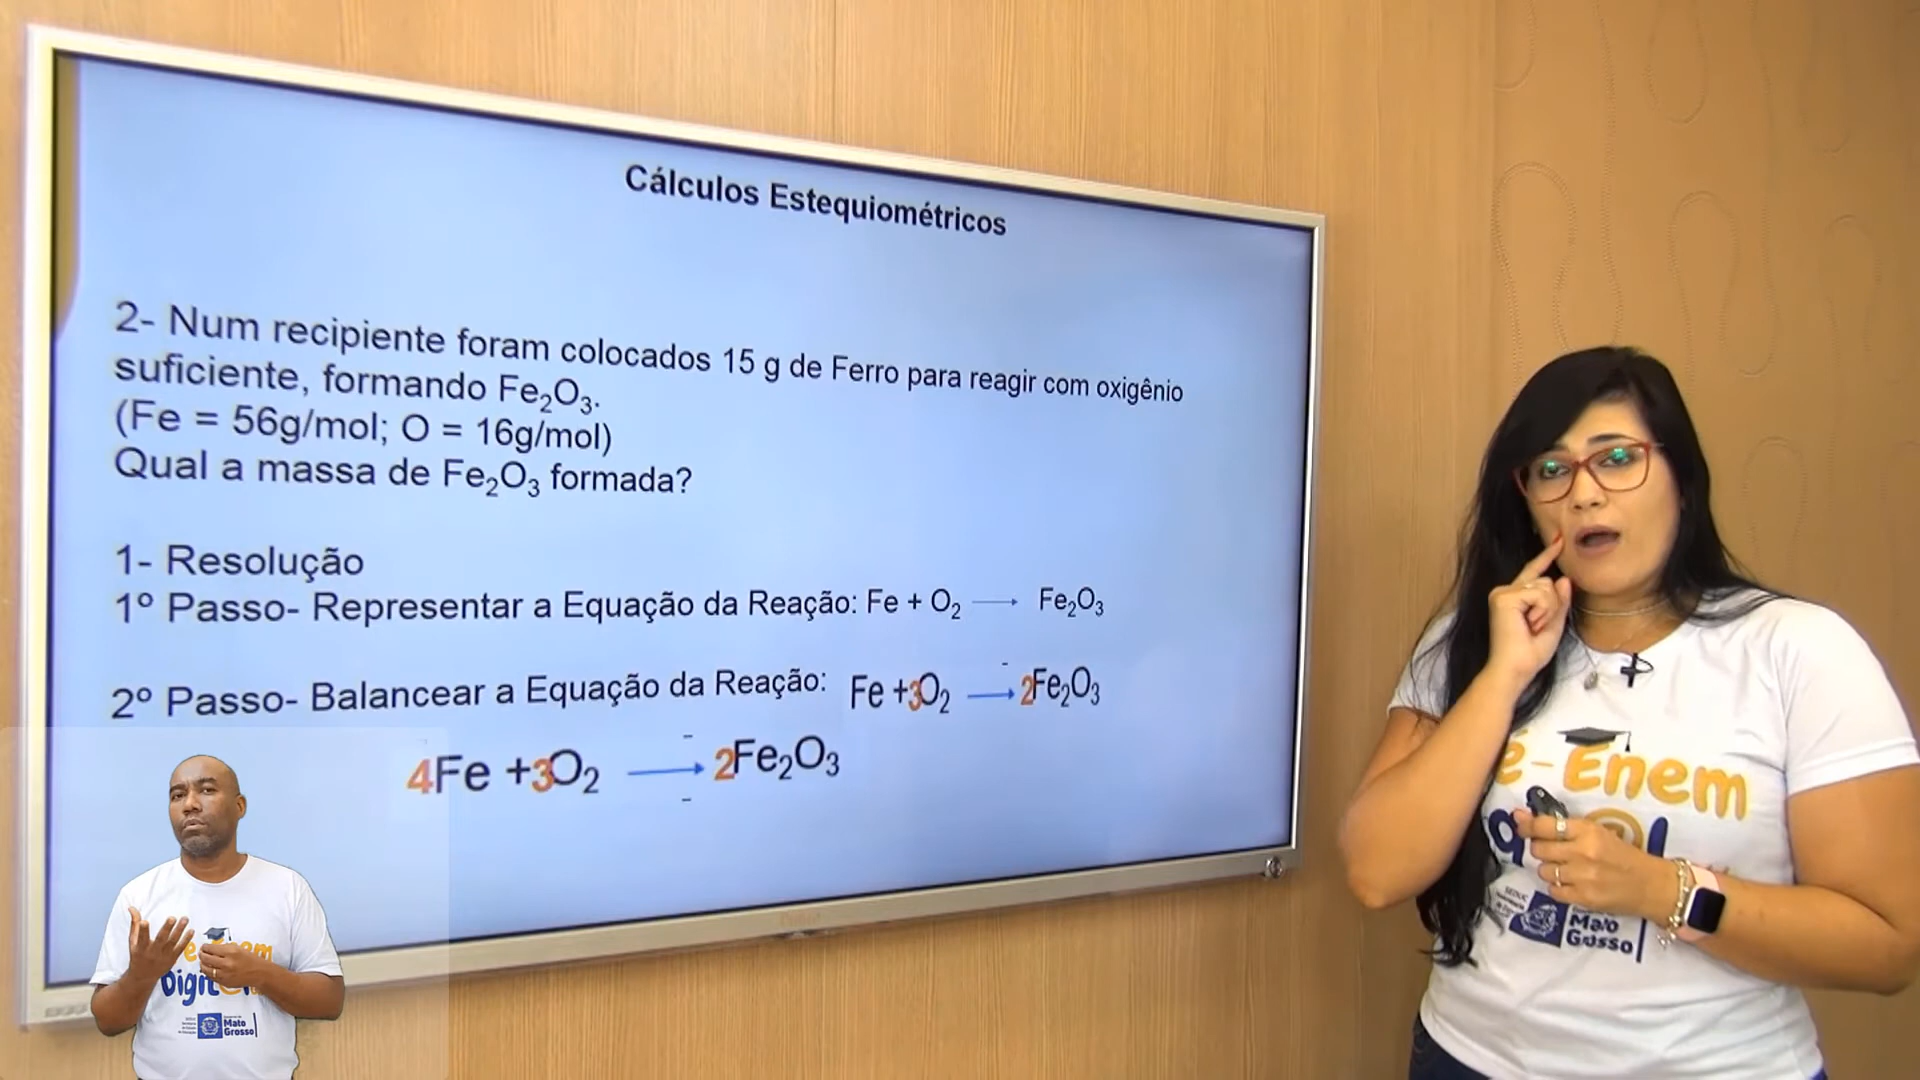 Cálculos Estequiométricos
2- Num recipiente foram colocados 15 g de Ferro para reagir com oxigênio
suficiente, formando Fe₂O₃.
(Fe = 56g/mol; O = 16g/mol)
Qual a massa de Fe₂O₃ formada?
1- Resolução
1º Passo- Representar a Equação da Reação: Fe + O₂ → Fe₂O₃
2º Passo- Balancear a Equação da Reação: Fe +3O₂ → 2Fe₂O₃
4Fe +3O₂ → 2Fe₂O₃
é-Enem
Mato
Grosso
SEDUC
Digit@l
Mato
Grosso